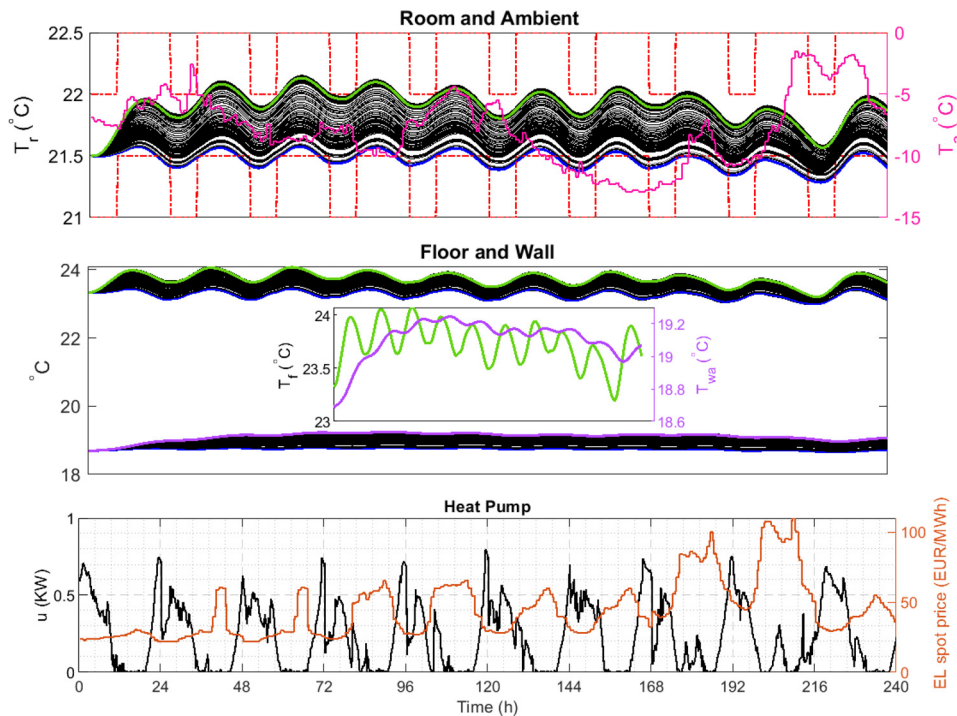 Room and Ambient
22.5
22
21.5
21
T_r (°C)
0
-5
-10
-15
T_a (°C)
Floor and Wall
24
22
20
18
°C
24
23.5
23
T_f (°C)
19.2
19
18.8
18.6
T_wa (°C)
Heat Pump
1
0.5
0
u (KW)
100
50
0
EL spot price (EUR/MWh)
0 24 48 72 96 120 144 168 192 216 240
Time (h)